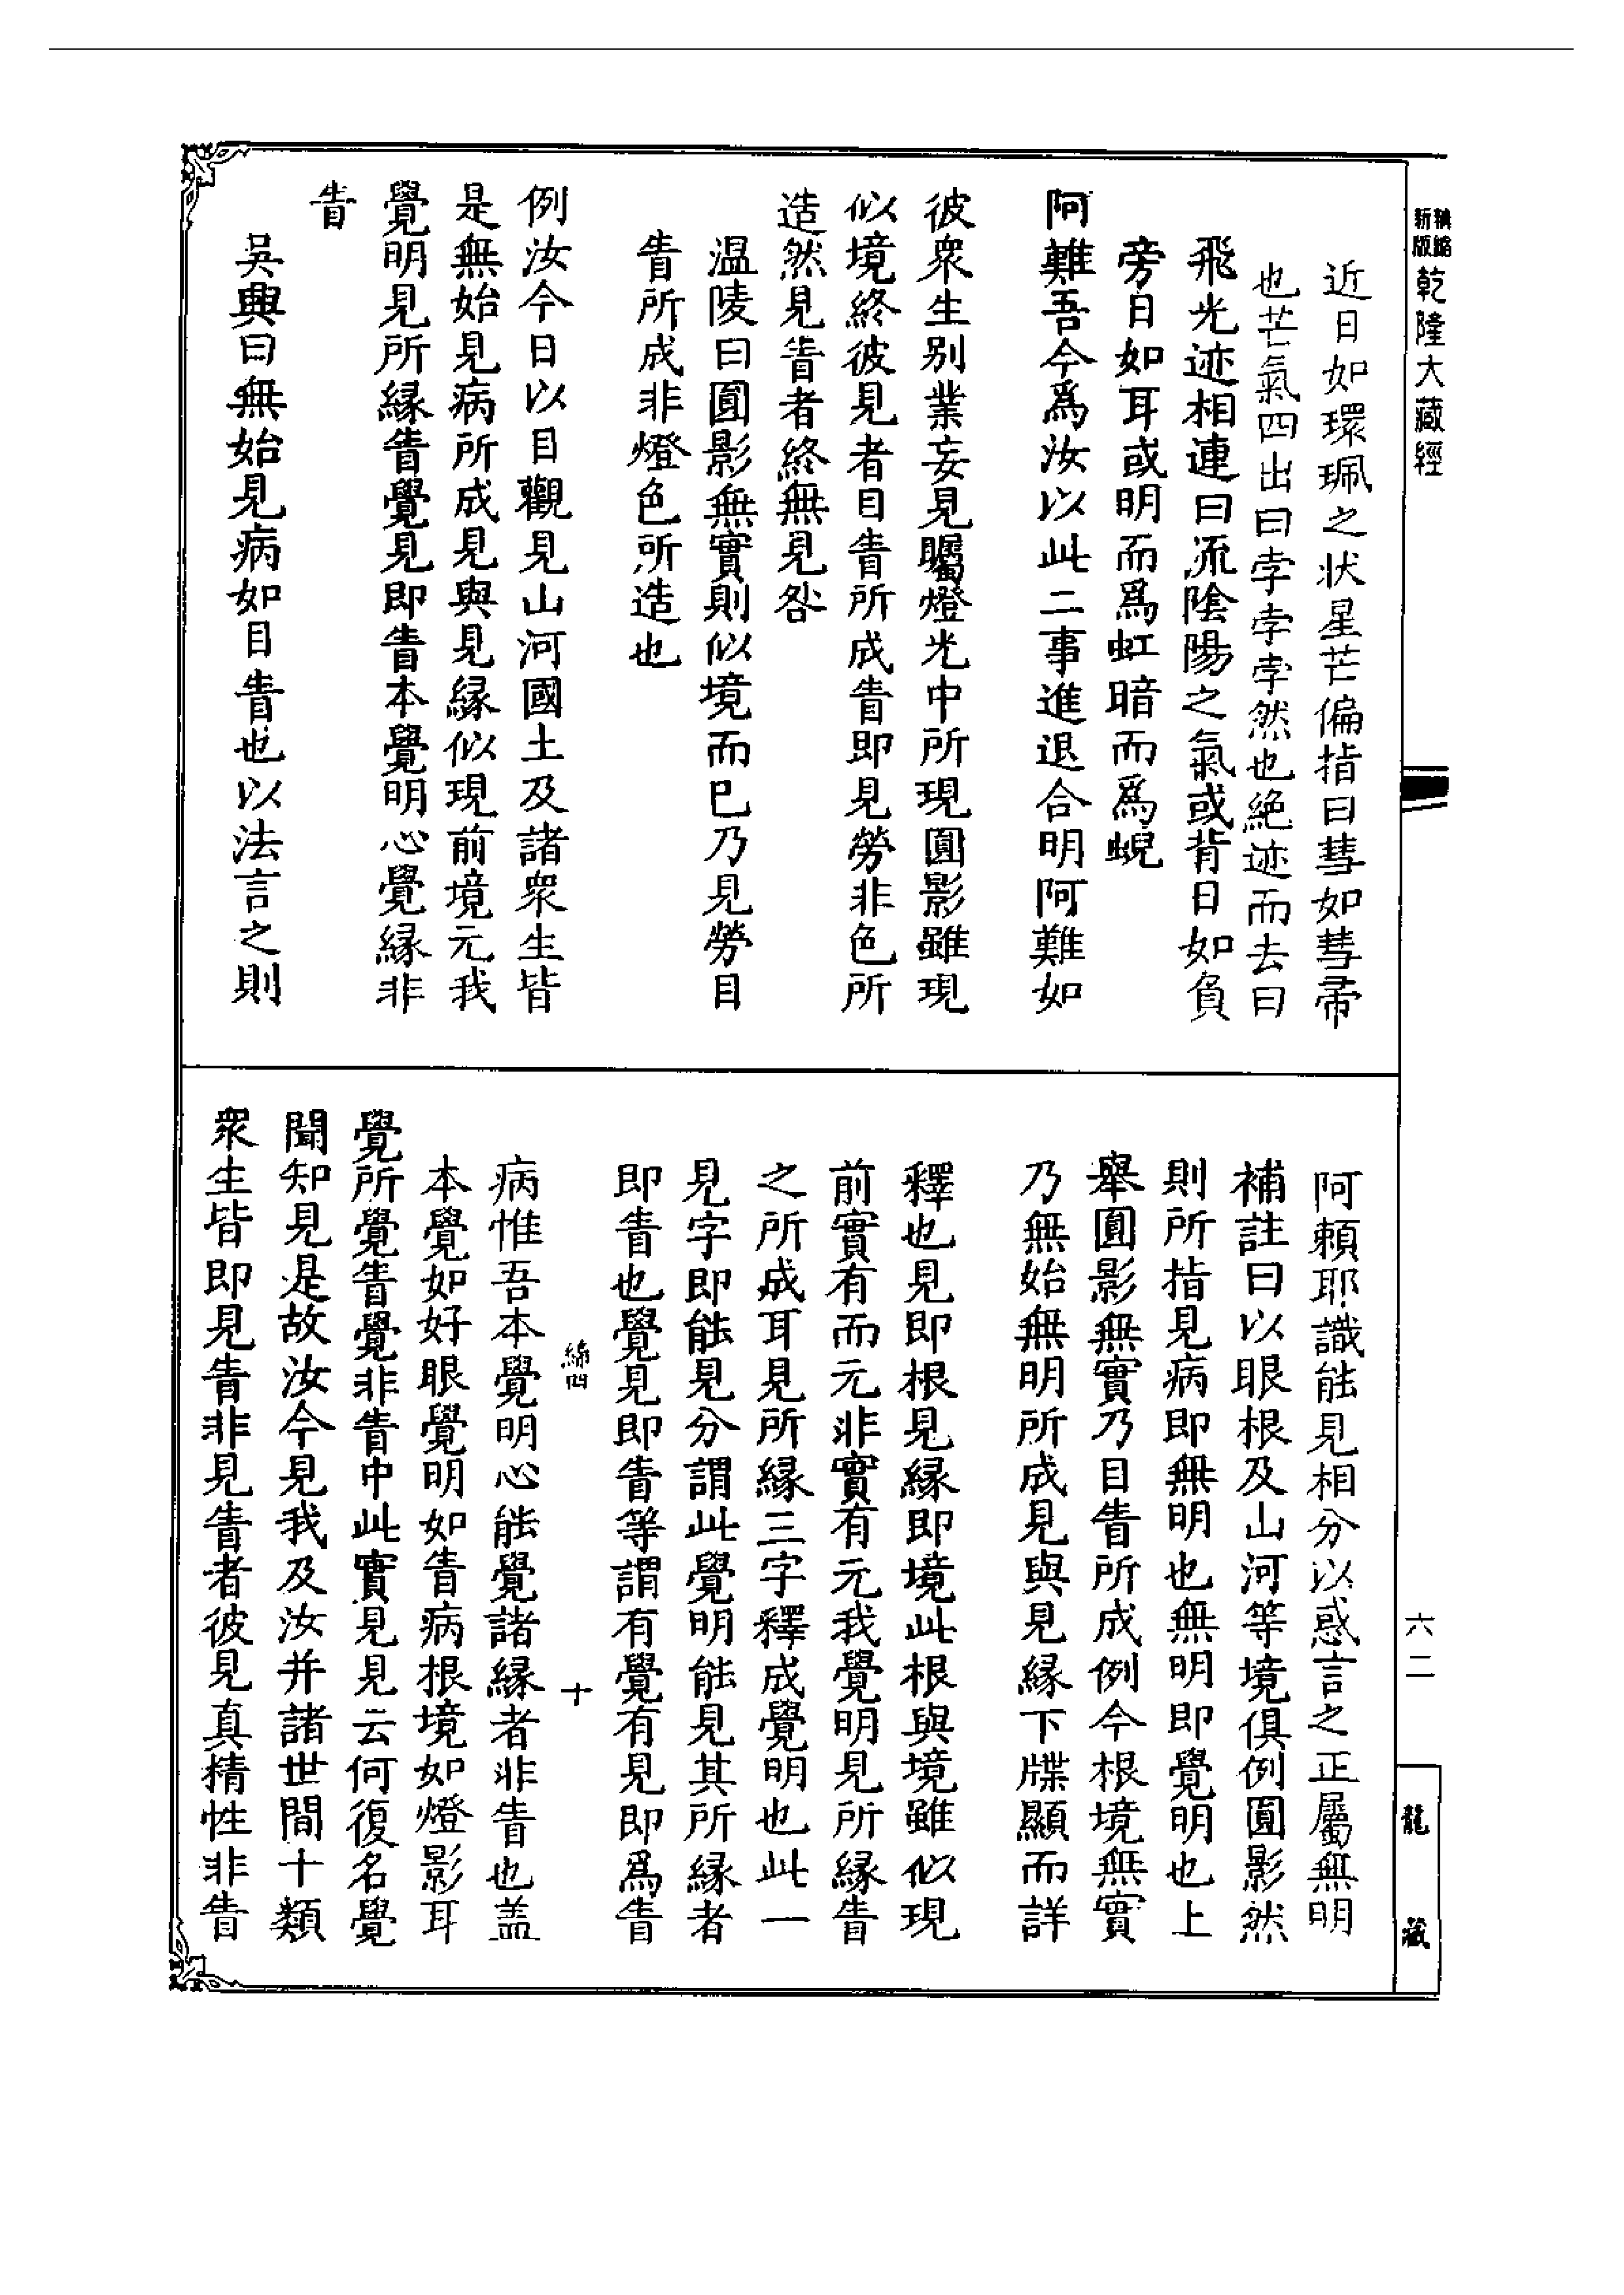 精縮
新版
乾隆大藏經
近日如環珮之狀星芒偏指曰彗如彗帚
也芒氣四出曰孛孛孛然也絕迹而去曰
飛光迹相連曰流陰陽之氣或背日如負
旁日如耳或明而爲虹暗而爲蜺
阿難吾今爲汝以此二事進退合明阿難如
彼衆生别業妄見矚燈光中所現圓影雖現
似境終彼見者目眚所成眚即見勞非色所
造然見眚者終無見咎
温陵曰圓影無實則似境而已乃見勞目
眚所成非燈色所造也
例汝今日以目觀見山河國土及諸衆生皆
是無始見病所成見與見緣似現前境元我
覺明見所緣眚覺見即眚本覺明心覺緣非
眚
吳興曰無始見病如目眚也以法言之則
阿賴耶識能見相分以惑言之正屬無明
補註曰以眼根及山河等境俱例圓影然
則所指見病即無明也無明即覺明也上
舉圓影無實乃目眚所成例今根境無實
乃無始無明所成見與見緣下牒顯而詳
釋也見即根見緣即境此根與境雖似現
前實有而元非實有元我覺明見所緣眚
之所成耳見所緣三字釋成覺明也此一
見字即能見分謂此覺明能見其所緣者
即眚也覺見即眚等謂有覺有見即爲眚
絲四
十
病惟吾本覺明心能覺諸緣者非眚也盖
本覺如好眼覺明如眚病根境如燈影耳
覺所覺眚覺非眚中此實見見云何復名覺
聞知見是故汝今見我及汝并諸世間十類
衆生皆即見眚非見眚者彼見真精性非眚
六二
龍藏